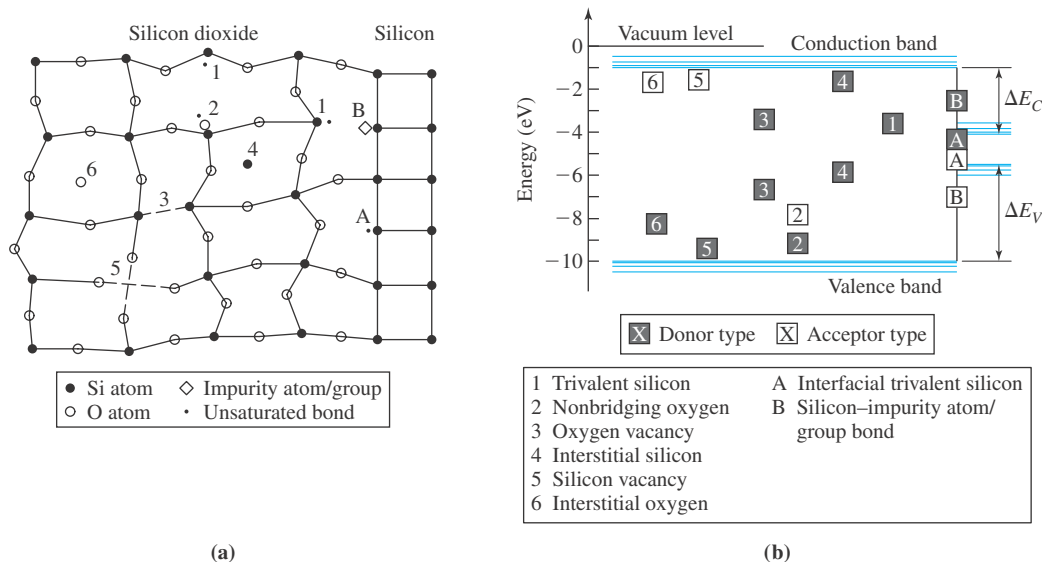 Silicon dioxide
Silicon
1
2
1
B
6
4
3
A
5
Si atom
Impurity atom/group
O atom
Unsaturated bond
(a)
Energy (eV)
0
−2
−4
−6
−8
−10
Vacuum level
Conduction band
6
5
4
3
1
B
ΔE_C
A
A
4
3
2
B
6
5
2
ΔE_V
Valence band
X Donor type
X Acceptor type
1 Trivalent silicon
2 Nonbridging oxygen
3 Oxygen vacancy
4 Interstitial silicon
5 Silicon vacancy
6 Interstitial oxygen
A Interfacial trivalent silicon
B Silicon–impurity atom/
group bond
(b)